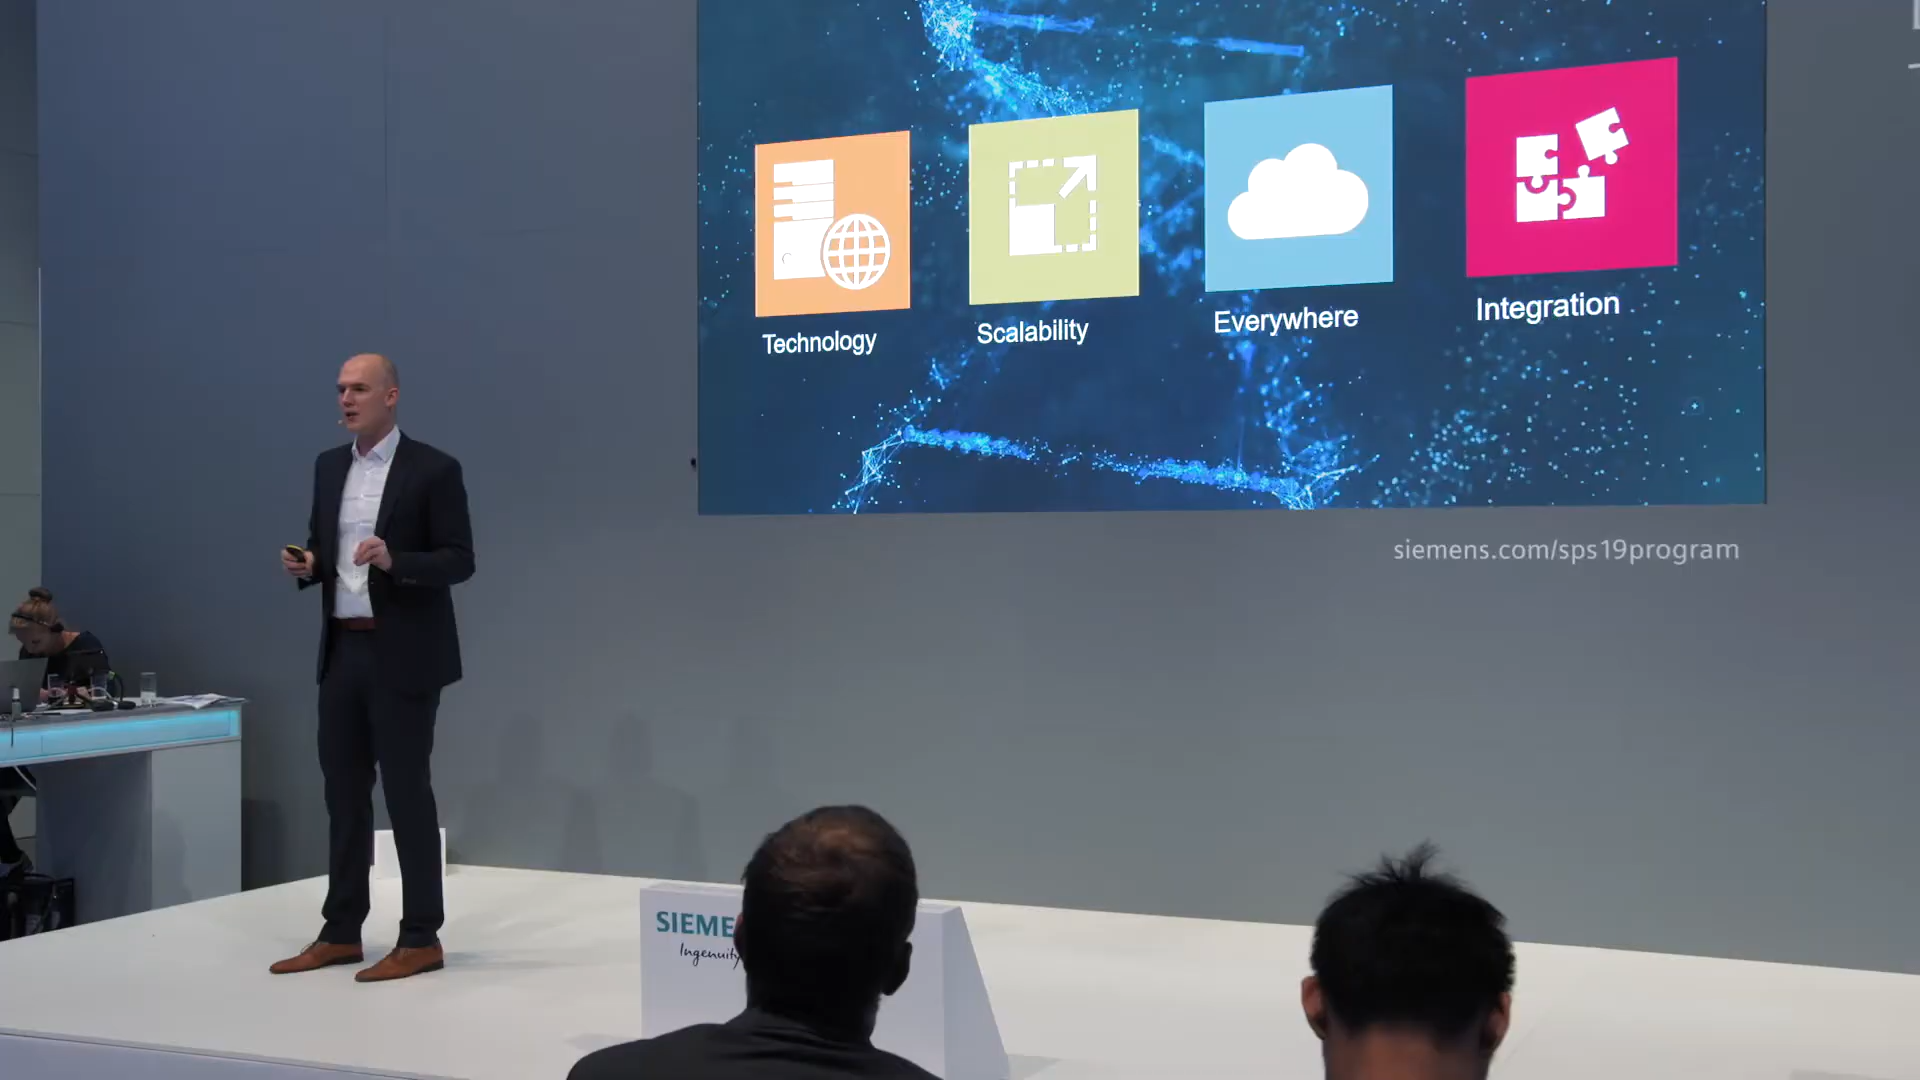 Technology
Scalability
Everywhere
Integration
siemens.com/sps19program
SIEME
Ingenuity